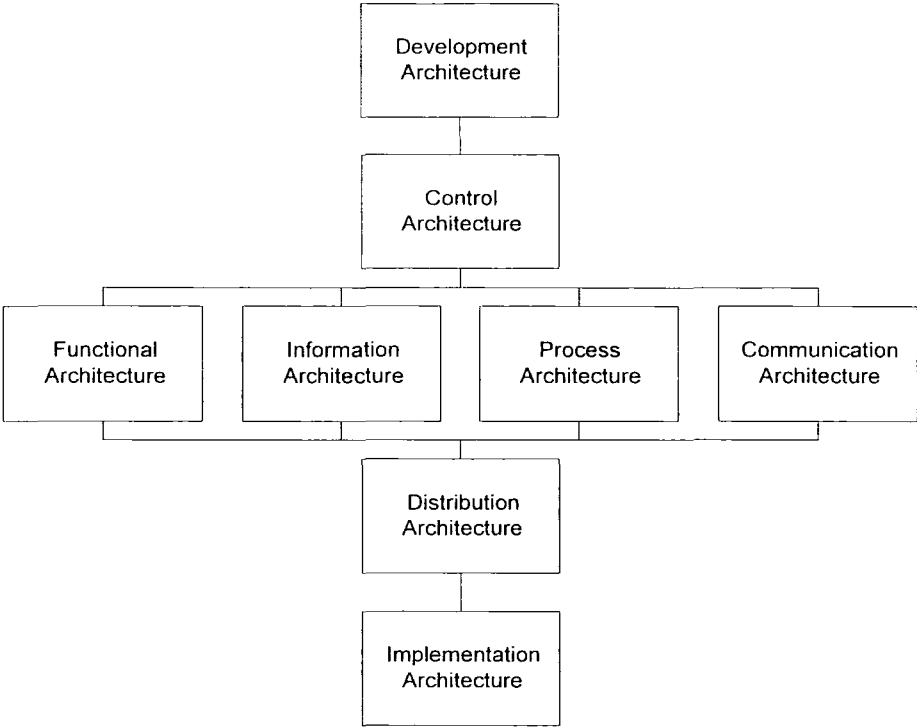 Development
Architecture
Control
Architecture
Functional
Architecture
Information
Architecture
Process
Architecture
Communication
Architecture
Distribution
Architecture
Implementation
Architecture